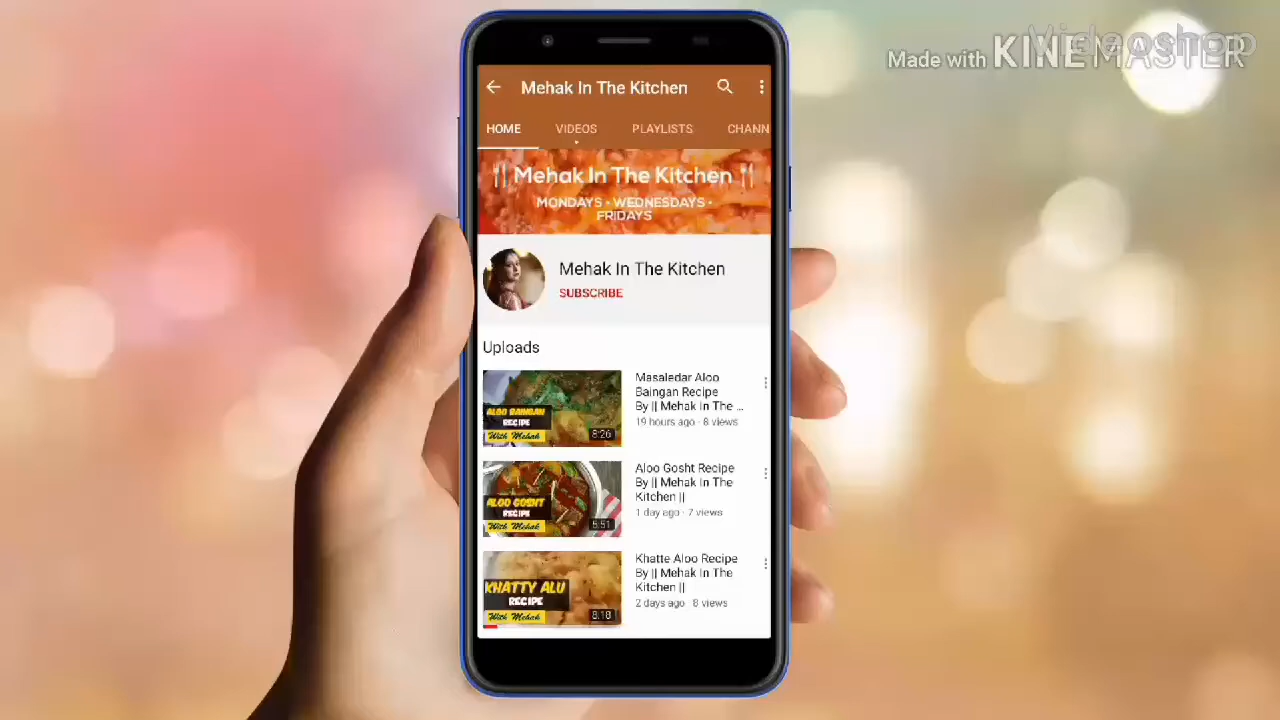 Videoshop
Made with KINEMASTER
Mehak In The Kitchen
HOME VIDEOS PLAYLISTS CHANN
Mehak In The Kitchen
MONDAYS • WEDNESDAYS •
FRIDAYS
Mehak In The Kitchen
SUBSCRIBE
Uploads
ALOO BAINGAN
RECIPE
With Mehak
8:26
Masaledar Aloo
Baingan Recipe
By || Mehak In The ...
19 hours ago · 8 views
ALOO GOSHT
RECIPE
With Mehak
5:51
Aloo Gosht Recipe
By || Mehak In The
Kitchen ||
1 day ago · 7 views
KHATTY ALU
RECIPE
With Mehak
8:18
Khatte Aloo Recipe
By || Mehak In The
Kitchen ||
2 days ago · 8 views